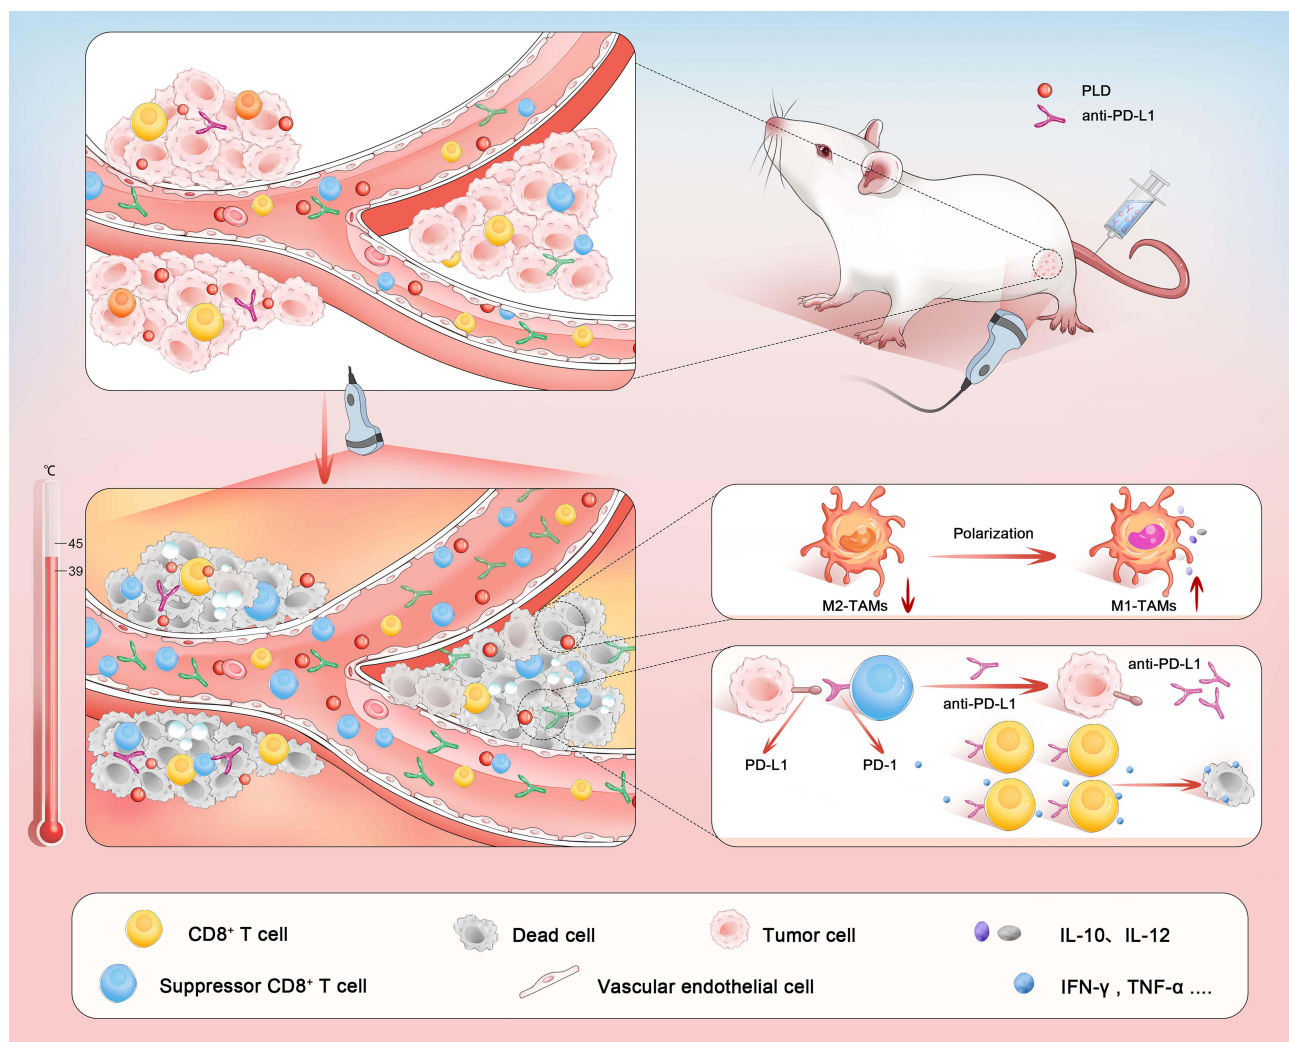 PLD
anti-PD-L1
℃
45
39
Polarization
M2-TAMs
M1-TAMs
anti-PD-L1
anti-PD-L1
PD-L1
PD-1
CD8⁺ T cell
Dead cell
Tumor cell
IL-10、IL-12
Suppressor CD8⁺ T cell
Vascular endothelial cell
IFN-γ , TNF-α ....